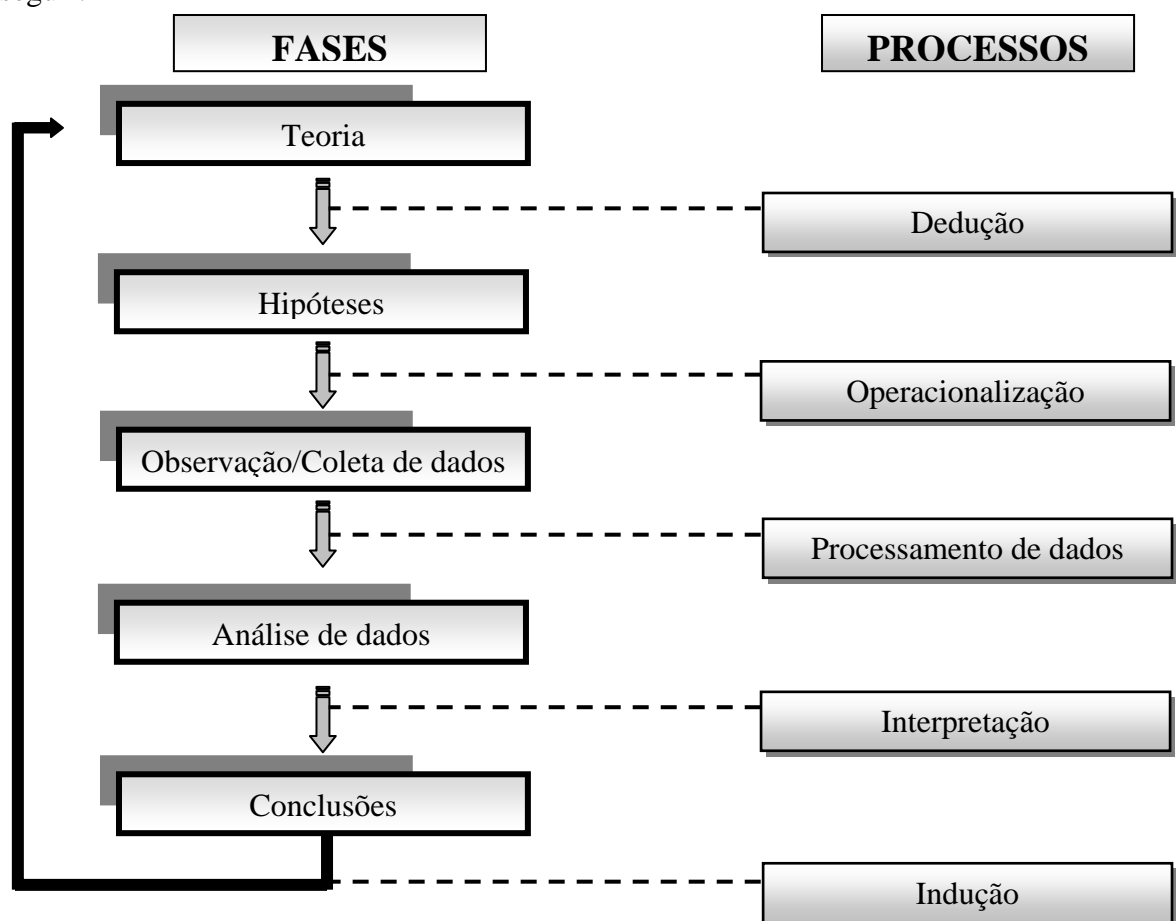 FASES
PROCESSOS
Teoria
Dedução
Hipóteses
Operacionalização
Observação/Coleta de dados
Processamento de dados
Análise de dados
Interpretação
Conclusões
Indução